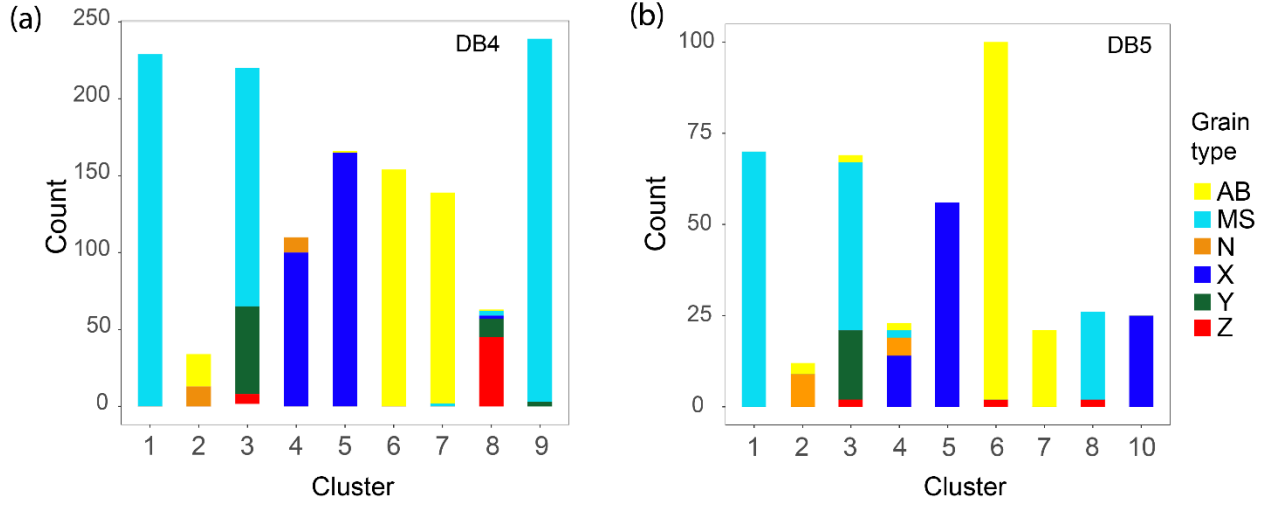 (a)
DB4
250
200
150
100
50
0
Count
1 2 3 4 5 6 7 8 9
Cluster
(b)
DB5
100
75
50
25
0
Count
1 2 3 4 5 6 7 8 10
Cluster
Grain
type
AB
MS
N
X
Y
Z